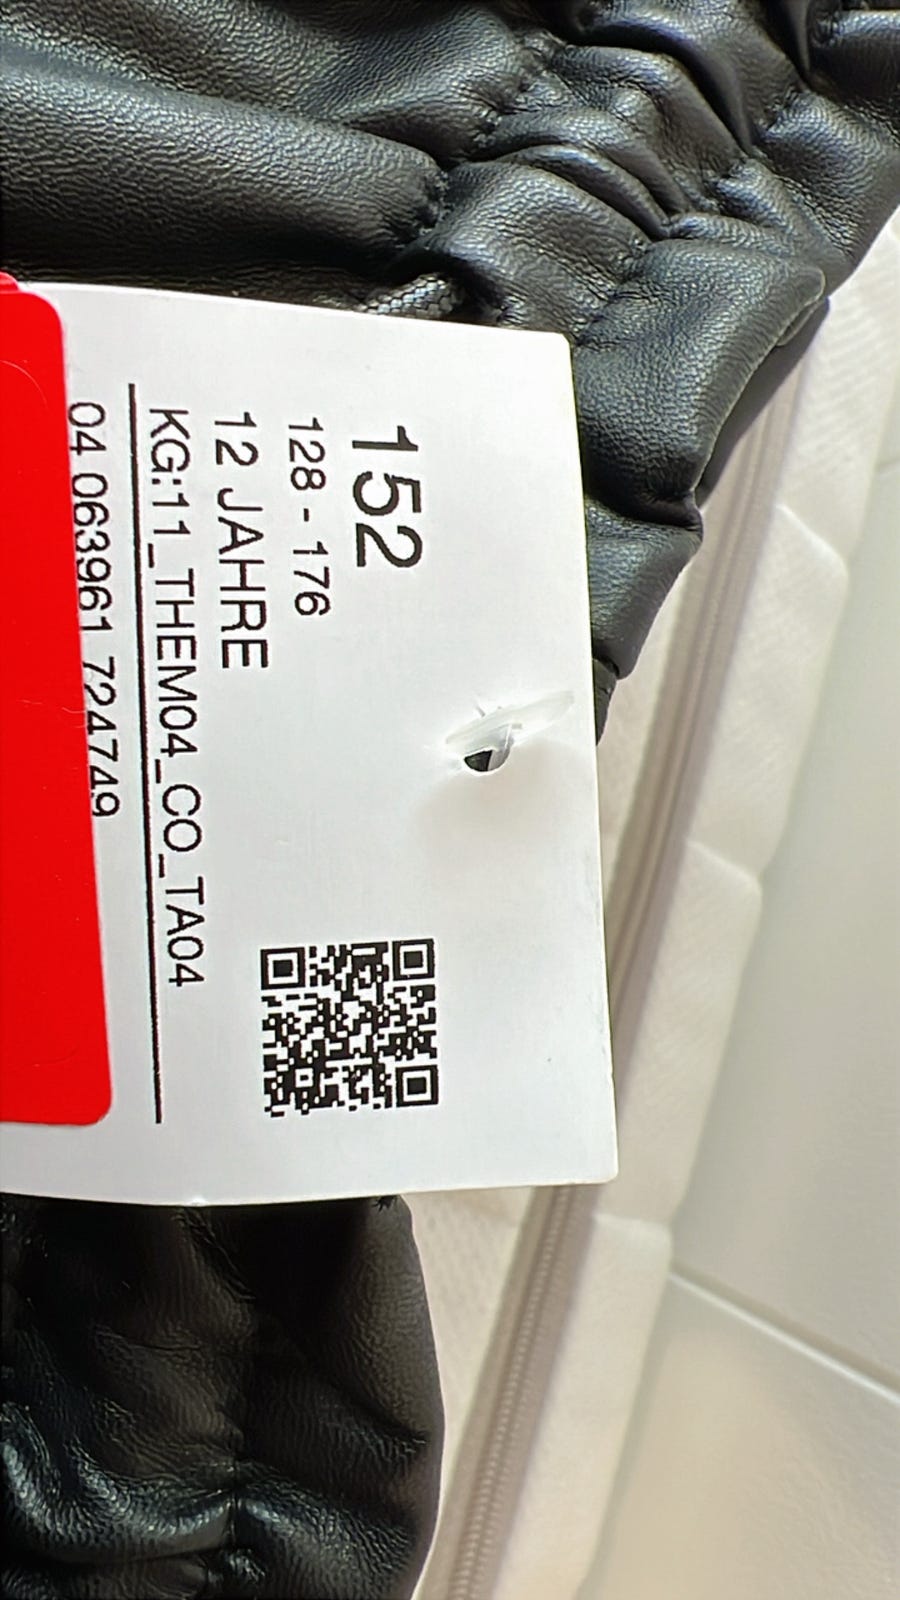 152
128 - 176
12 JAHRE
KG:11_THEM04_CO_TA04
04 063961 724749